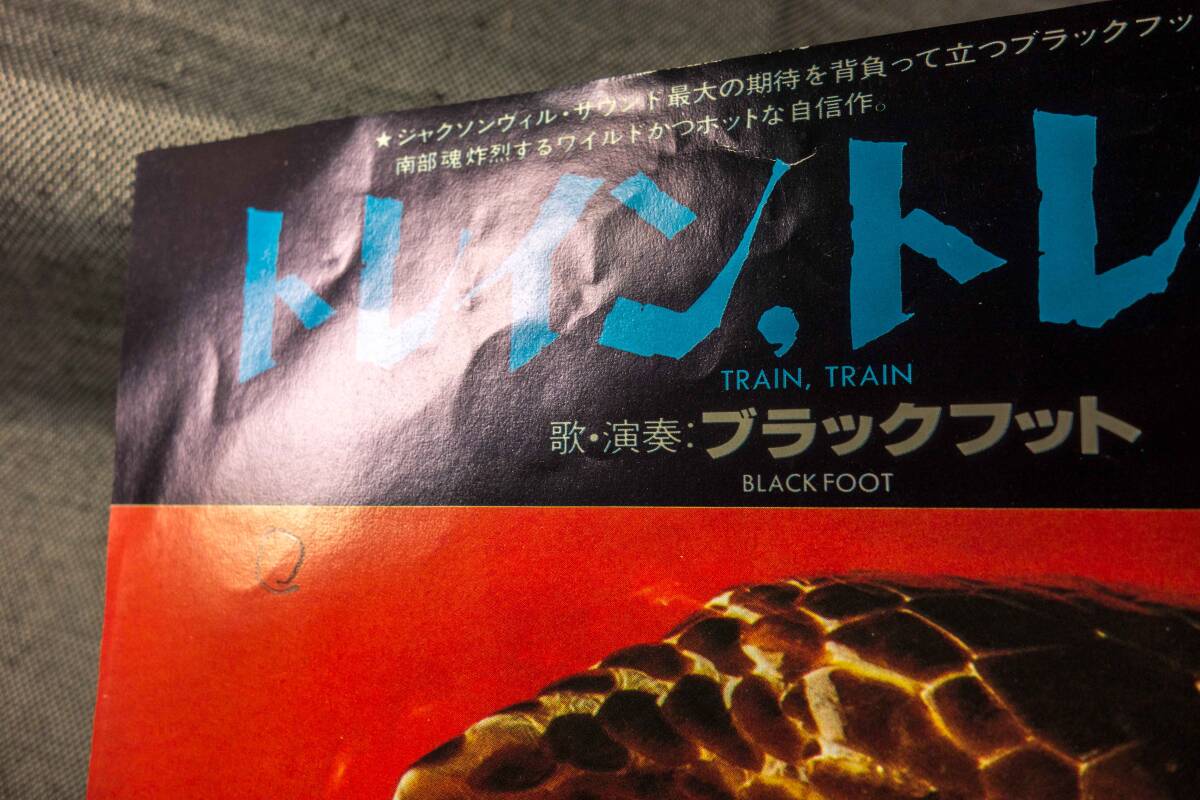 ★ジャクソンヴィル・サウンド最大の期待を背負って立つブラックフッ
南部魂炸烈するワイルドかつホットな自信作。
トレイン,トレ
TRAIN, TRAIN
歌・演奏:ブラックフット
BLACKFOOT